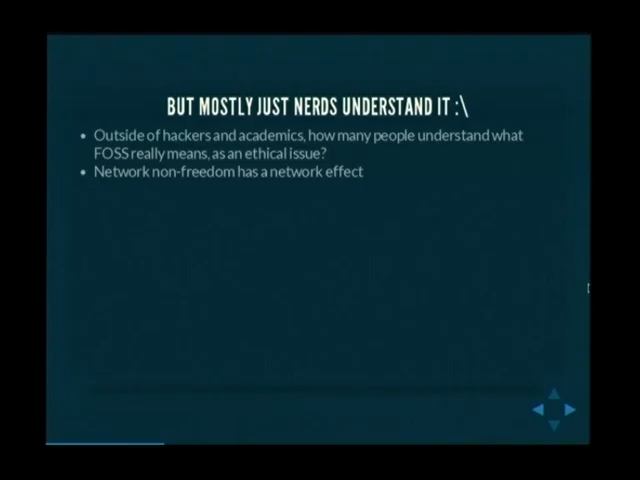 BUT MOSTLY JUST NERDS UNDERSTAND IT :\
• Outside of hackers and academics, how many people understand what
FOSS really means, as an ethical issue?
• Network non-freedom has a network effect